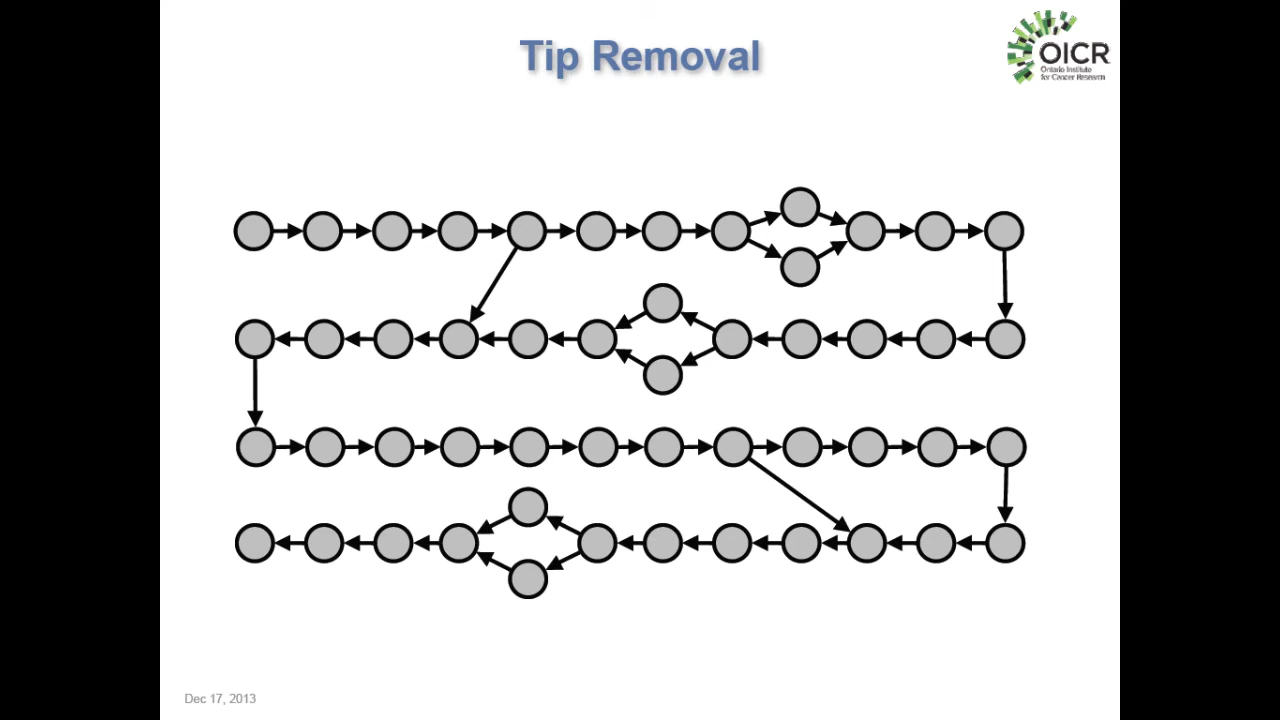 Tip Removal
OICR
Ontario Institute
for Cancer Research
Dec 17, 2013